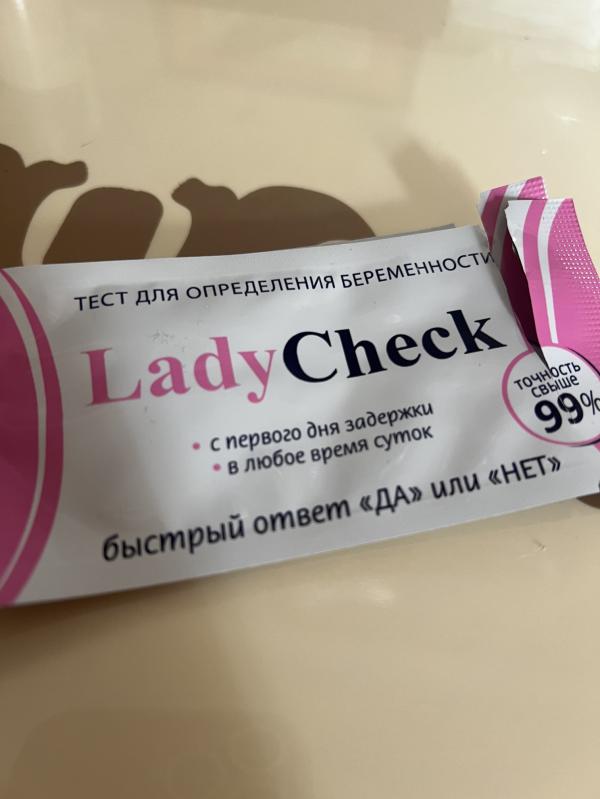 ТЕСТ ДЛЯ ОПРЕДЕЛЕНИЯ БЕРЕМЕННОСТИ
LadyCheck
• с первого дня задержки
• в любое время суток
быстрый ответ «ДА» или «НЕТ»
точность
свыше
99%